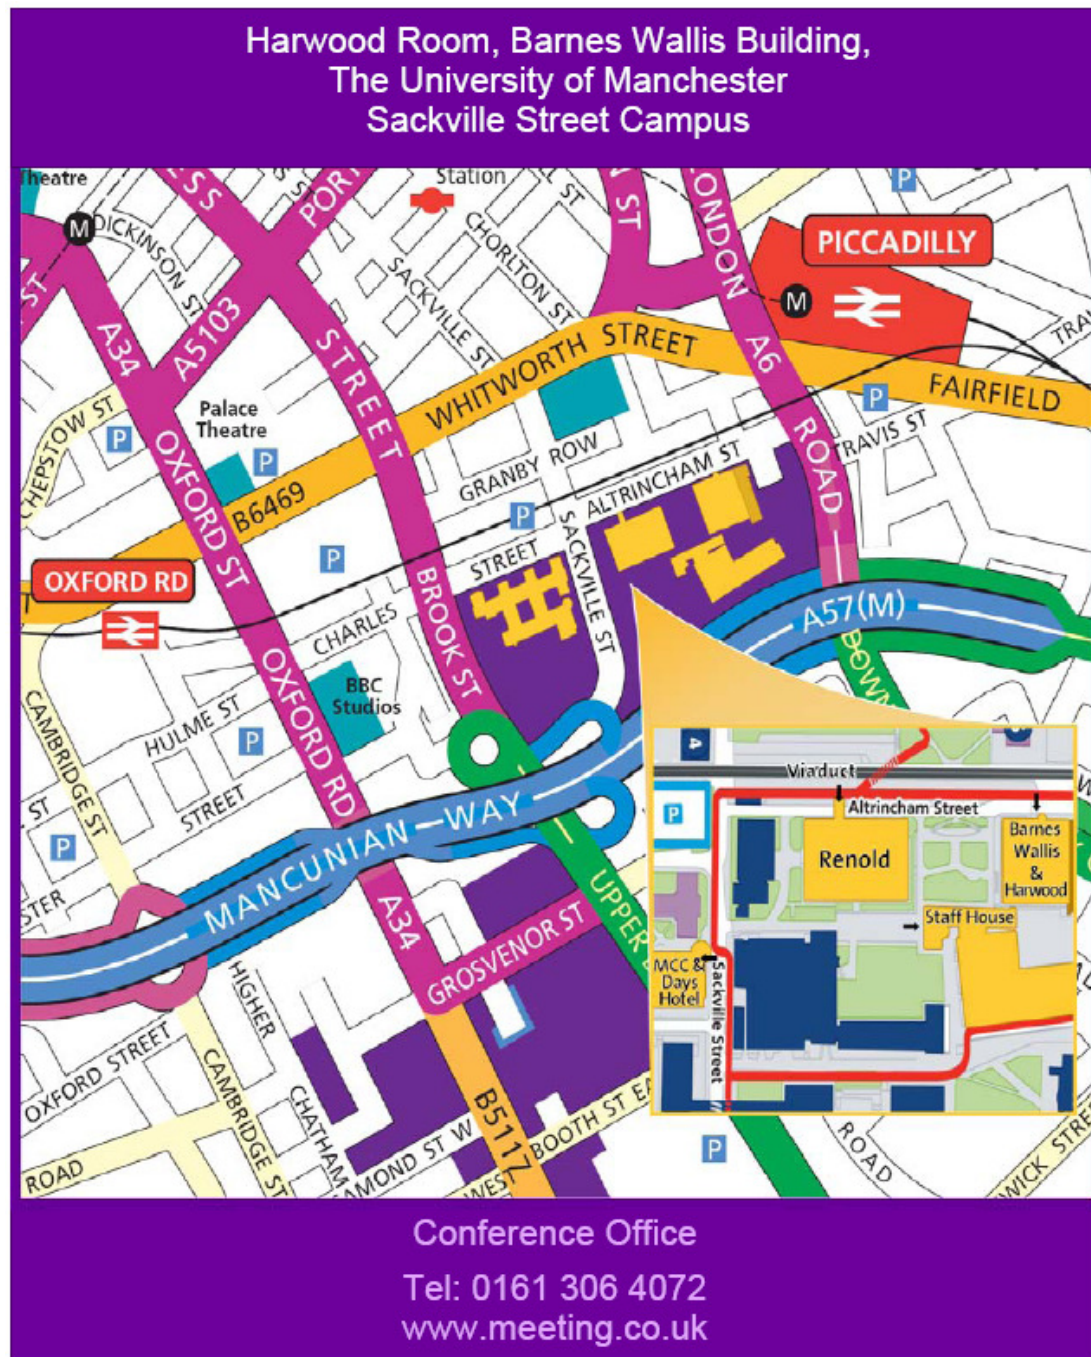 Harwood Room, Barnes Wallis Building,
The University of Manchester
Sackville Street Campus
Theatre
M
DICKINSON ST
PORT
Station
CHORLTON ST
SACKVILLE ST
N ST
LONDON
P
PICCADILLY
M
ST
A34
A5103
STREET
WHITWORTH STREET
A6
FAIRFIELD
P
CHEPSTOW ST
P
Palace
Theatre
P
GRANBY ROW
ROAD
TRAVIS ST
OXFORD ST
B6469
P
ALTRINCHAM ST
SACKVILLE ST
P
STREET
OXFORD RD
BROOK ST
A57(M)
CHARLES
BBC
Studios
OXFORD RD
HULME ST
P
CAMBRIDGE ST
STREET
ST
P
MANCUNIAN WAY
A34
UPPER
GROSVENOR ST
HIGHER
OXFORD STREET
CAMBRIDGE ST
CHATHAM
B5117
BOOTH ST
WEST
ROAD
P
ROAD
4
Viaduct
P
Altrincham Street
Renold
Barnes
Wallis
&
Harwood
Staff House
MCC &
Days
Hotel
Sackville Street
Conference Office
Tel: 0161 306 4072
www.meeting.co.uk